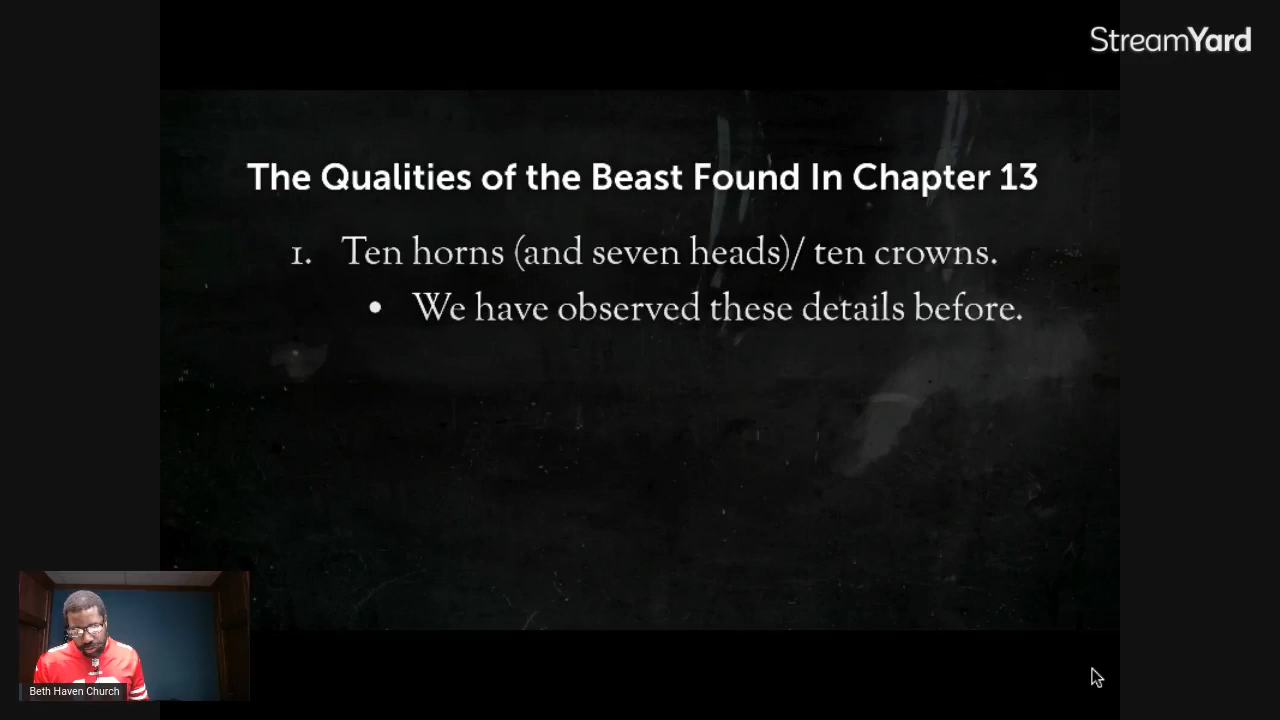 StreamYard
The Qualities of the Beast Found In Chapter 13
1. Ten horns (and seven heads)/ ten crowns.
• We have observed these details before.
Beth Haven Church